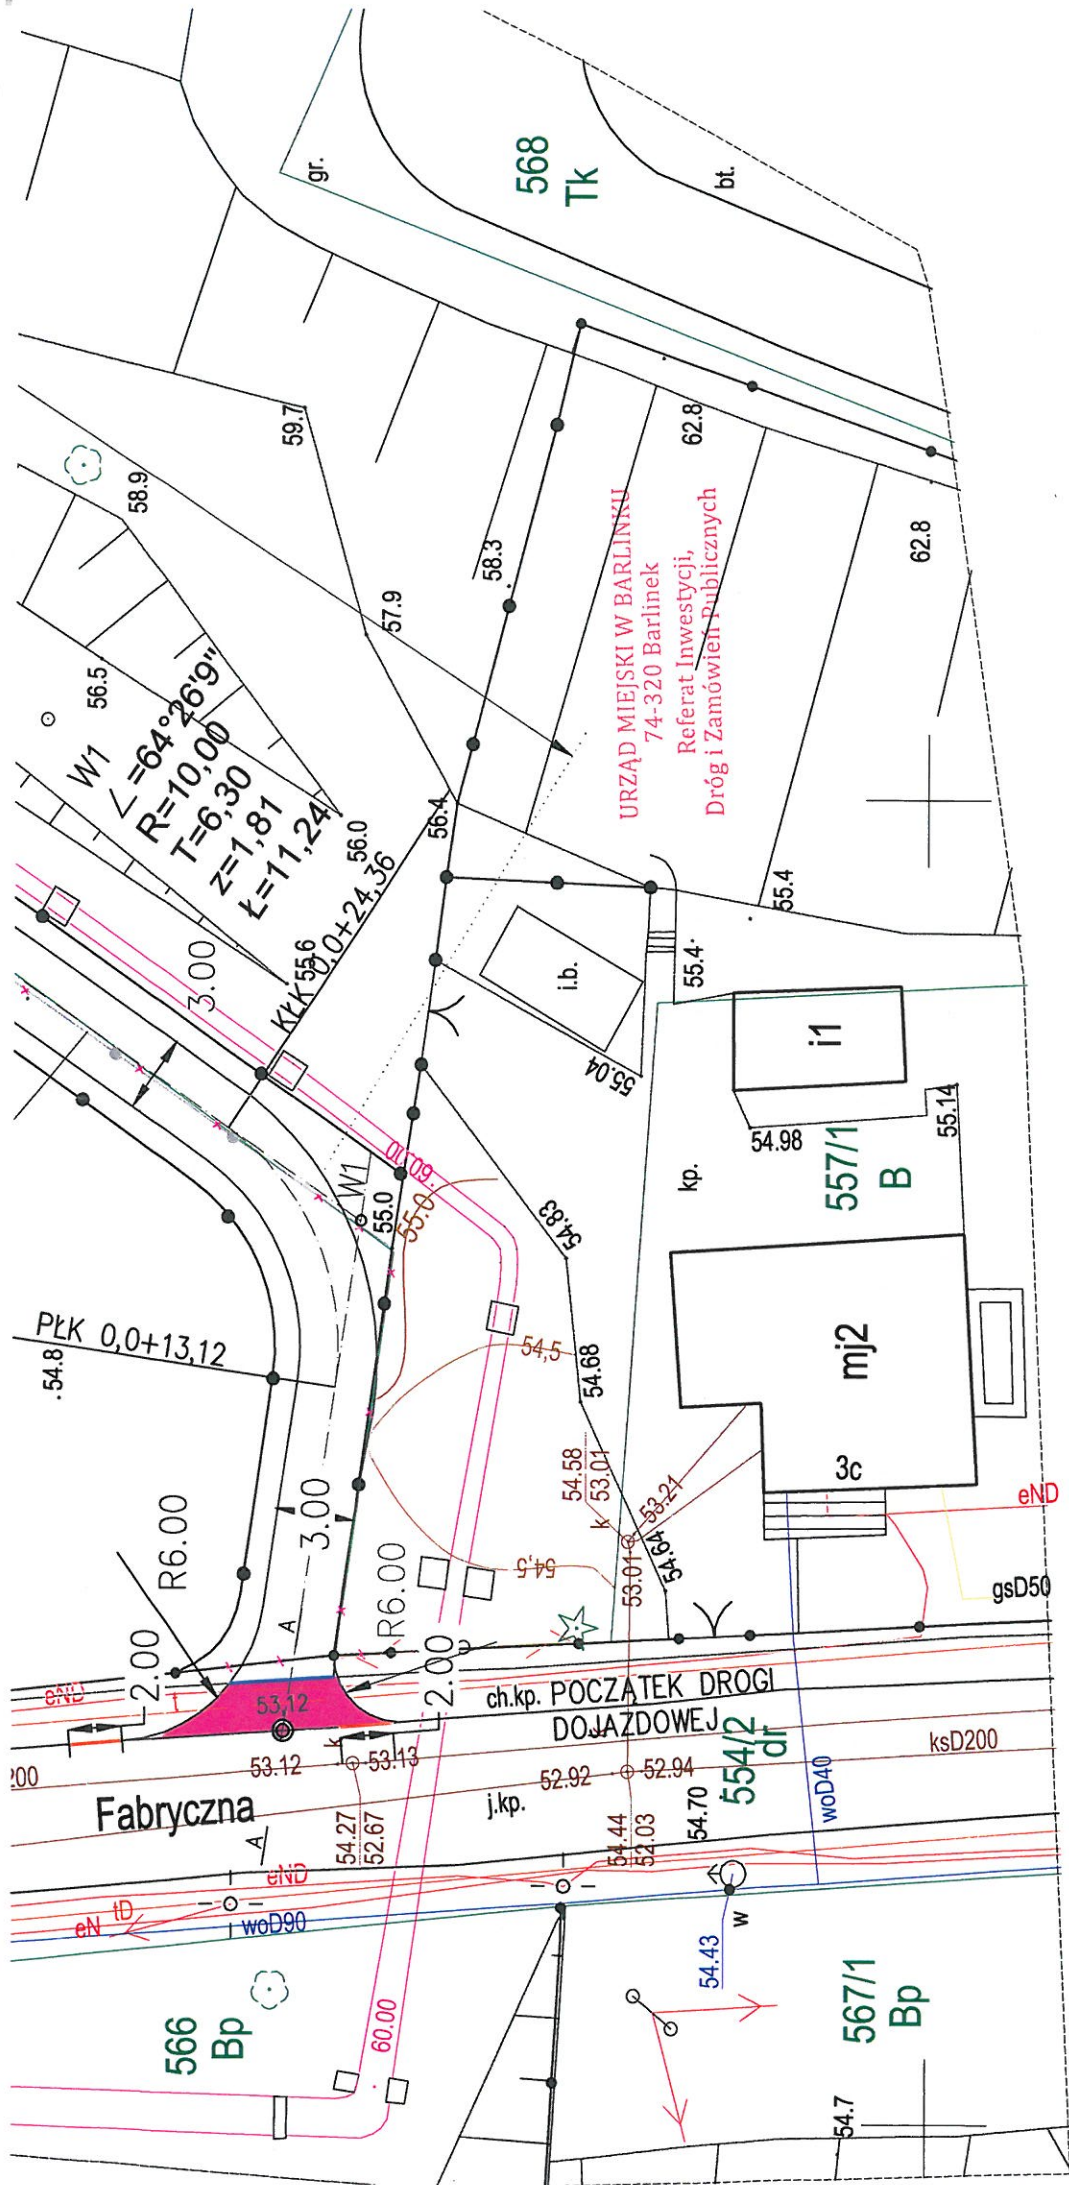 gr.
568
Tk
bt.
59.7
58.9
57.9
58.3
62.8
62.8
56.5
W1
∠=64°26'9"
R=10,00
T=6,30
z=1,81
Ł=11,24
56.0
56.4
KŁK 0,0+24,36
55.6
3.00
URZĄD MIEJSKI W BARLINKU
74-320 Barlinek
Referat Inwestycji,
Dróg i Zamówień Publicznych
55.4
55.4
i.b.
55.04
i1
54.98
55.14
557/1
B
kp.
W1
60.10
55.0
55.0
54.83
PŁK 0,0+13,12
54.8
54,5
54.68
mj2
3c
54.58
53.01
k
53.21
3.00
R6.00
R6.00
54,5
53.01
54.64
eND
gsD50
A
2.00
2.00
eND
t
53,12
ch.kp.
POCZĄTEK DROGI
DOJAZDOWEJ
k
53.12
53.13
52.92
52.94
554/2
dr
ksD200
200
Fabryczna
j.kp.
54.27
52.67
54.44
52.03
54.70
woD40
A
eND
tD
eN
woD90
w
54.43
566
Bp
60.00
567/1
Bp
54.7